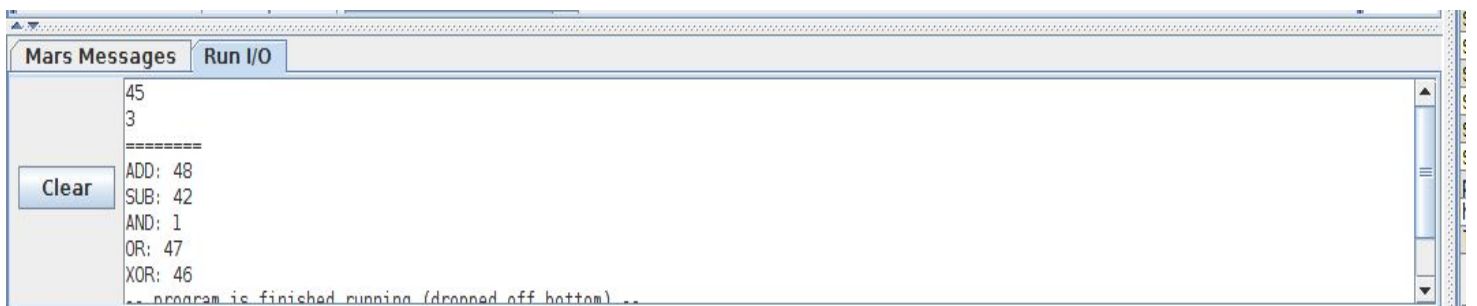 Mars Messages Run I/O
45
3
========
ADD: 48
SUB: 42
AND: 1
OR: 47
XOR: 46
-- program is finished running (dropped off bottom) --
Clear